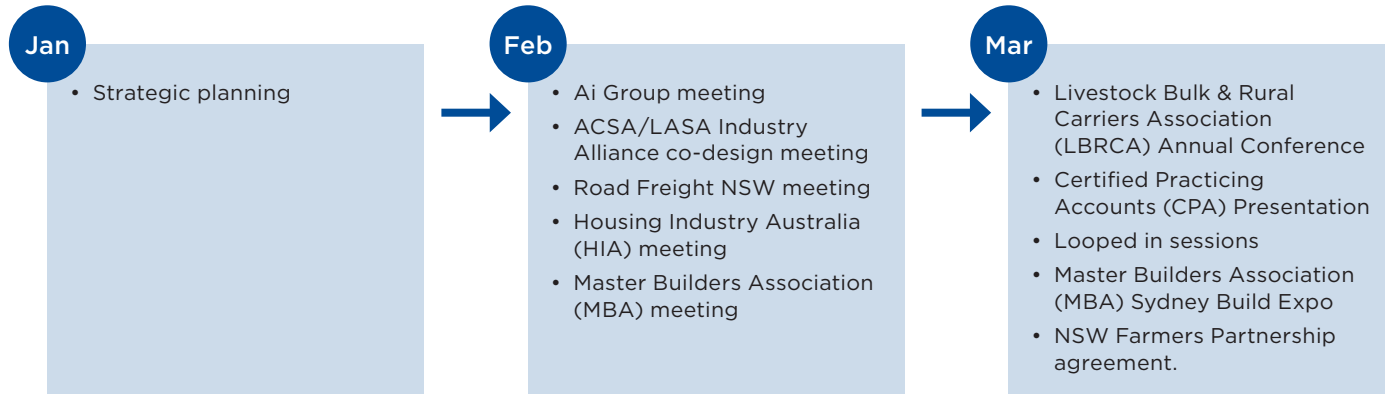 Jan
• Strategic planning
Feb
• Ai Group meeting
• ACSA/LASA Industry
Alliance co-design meeting
• Road Freight NSW meeting
• Housing Industry Australia
(HIA) meeting
• Master Builders Association
(MBA) meeting
Mar
• Livestock Bulk & Rural
Carriers Association
(LBRCA) Annual Conference
• Certified Practicing
Accounts (CPA) Presentation
• Looped in sessions
• Master Builders Association
(MBA) Sydney Build Expo
• NSW Farmers Partnership
agreement.